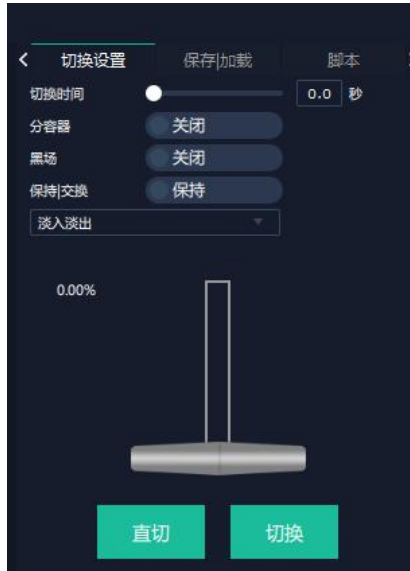 切换设置 保存|加载 脚本
切换时间 0.0 秒
分容器 关闭
黑场 关闭
保持|交换 保持
淡入淡出
0.00%
直切 切换